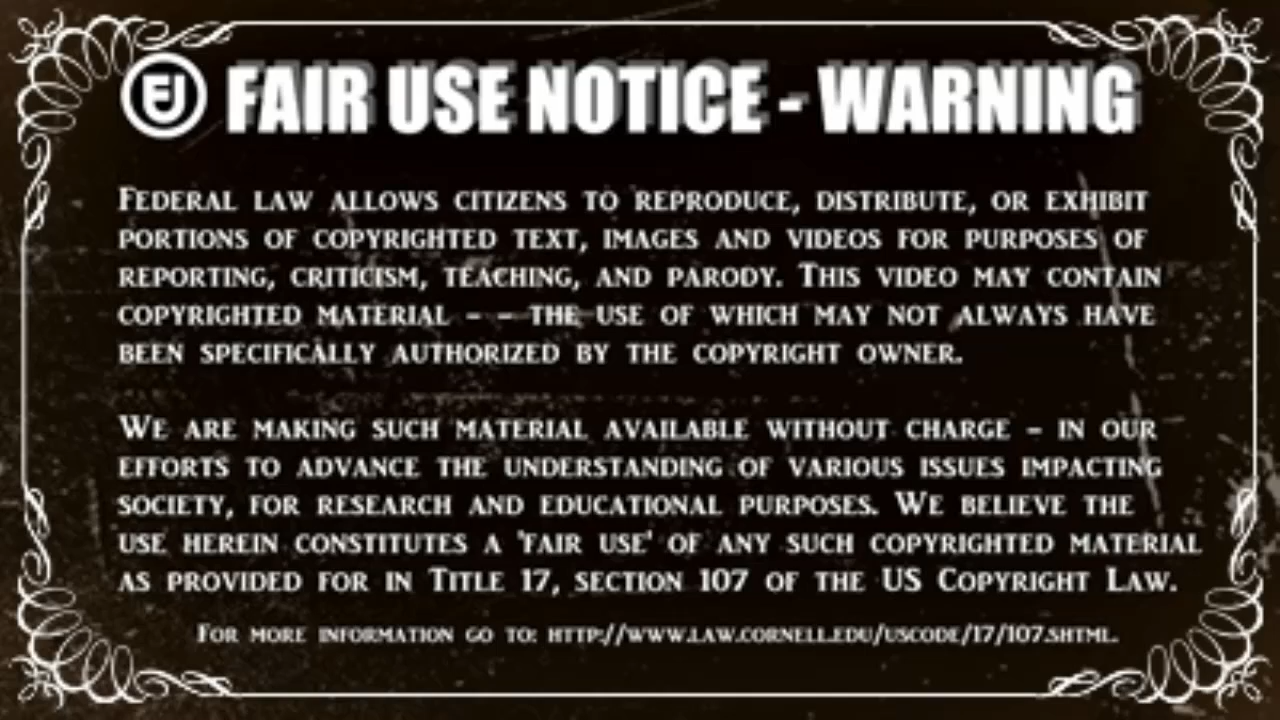 FJ FAIR USE NOTICE - WARNING
FEDERAL LAW ALLOWS CITIZENS TO REPRODUCE, DISTRIBUTE, OR EXHIBIT
PORTIONS OF COPYRIGHTED TEXT, IMAGES AND VIDEOS FOR PURPOSES OF
REPORTING, CRITICISM, TEACHING, AND PARODY. THIS VIDEO MAY CONTAIN
COPYRIGHTED MATERIAL - - THE USE OF WHICH MAY NOT ALWAYS HAVE
BEEN SPECIFICALLY AUTHORIZED BY THE COPYRIGHT OWNER.
WE ARE MAKING SUCH MATERIAL AVAILABLE WITHOUT CHARGE – IN OUR
EFFORTS TO ADVANCE THE UNDERSTANDING OF VARIOUS ISSUES IMPACTING
SOCIETY, FOR RESEARCH AND EDUCATIONAL PURPOSES. WE BELIEVE THE
USE HEREIN CONSTITUTES A 'FAIR USE' OF ANY SUCH COPYRIGHTED MATERIAL
AS PROVIDED FOR IN TITLE 17, SECTION 107 OF THE US COPYRIGHT LAW.
FOR MORE INFORMATION GO TO: HTTP://WWW.LAW.CORNELL.EDU/USCODE/17/107.SHTML.